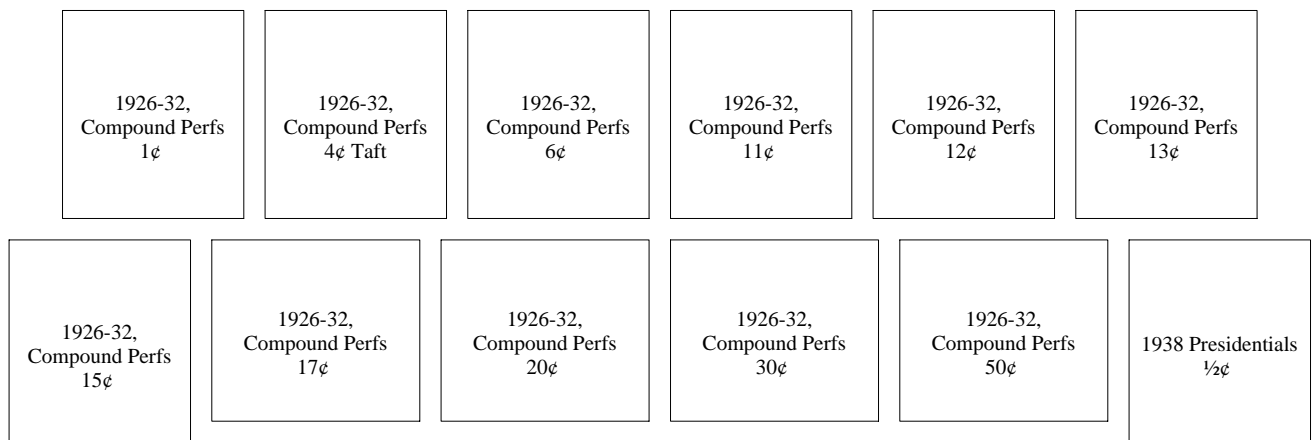 1926-32,
Compound Perfs
1¢
1926-32,
Compound Perfs
4¢ Taft
1926-32,
Compound Perfs
6¢
1926-32,
Compound Perfs
11¢
1926-32,
Compound Perfs
12¢
1926-32,
Compound Perfs
13¢
1926-32,
Compound Perfs
15¢
1926-32,
Compound Perfs
17¢
1926-32,
Compound Perfs
20¢
1926-32,
Compound Perfs
30¢
1926-32,
Compound Perfs
50¢
1938 Presidentials
½¢